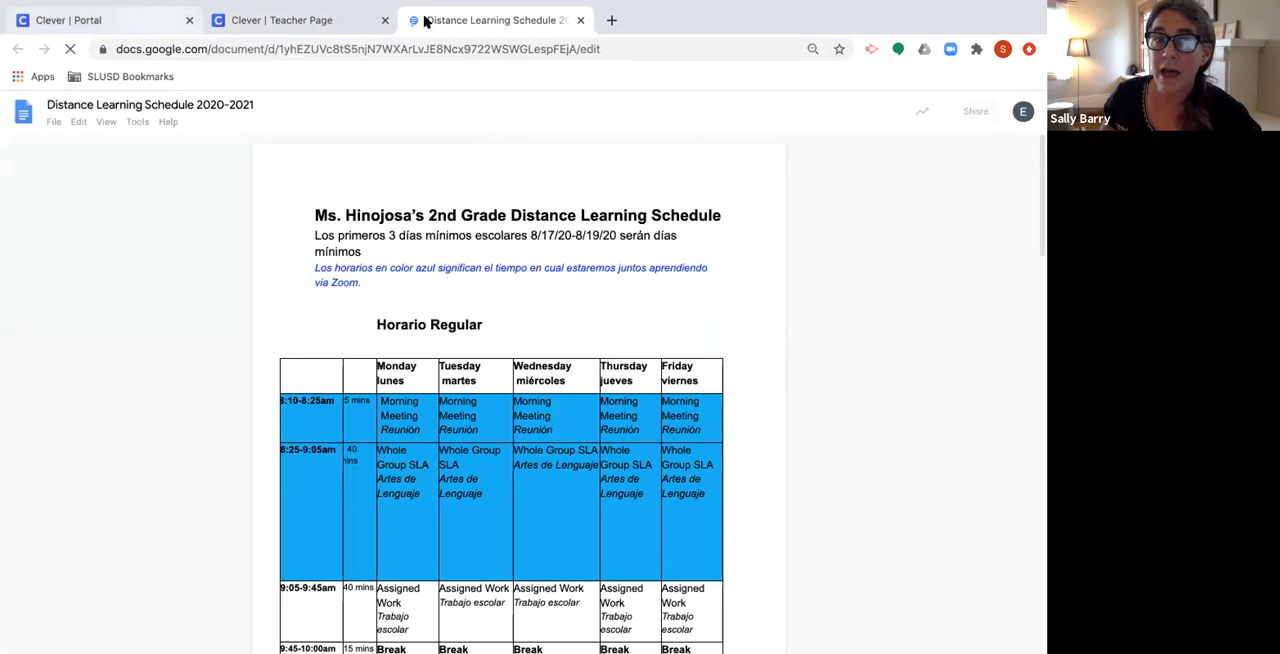 Clever | Portal
Clever | Teacher Page
Distance Learning Schedule 20
docs.google.com/document/d/1yhEZUVc8tS5njN7WXArLvJE8Ncx9722WSWGLespFEjA/edit
S
Apps
SLUSD Bookmarks
Distance Learning Schedule 2020-2021
File Edit View Tools Help
Share
E
Sally Barry
Ms. Hinojosa's 2nd Grade Distance Learning Schedule
Los primeros 3 días mínimos escolares 8/17/20-8/19/20 serán días
mínimos
Los horarios en color azul significan el tiempo en cual estaremos juntos aprendiendo
via Zoom.
Horario Regular
Monday Tuesday Wednesday Thursday Friday
lunes martes miércoles jueves viernes
8:10-8:25am 5 mins Morning Morning Morning Morning Morning
Meeting Meeting Meeting Meeting Meeting
Reunión Reunión Reunión Reunión Reunión
8:25-9:05am 40 mins Whole Whole Group Whole Group SLA Whole Whole
Group SLA SLA Artes de Lenguaje Group SLA Group SLA
Artes de Artes de Artes de Artes de
Lenguaje Lenguaje Lenguaje Lenguaje
9:05-9:45am 40 mins Assigned Assigned Work Assigned Work Assigned Assigned
Work Trabajo escolar Trabajo escolar Work Work
Trabajo Trabajo Trabajo
escolar escolar escolar
9:45-10:00am 15 mins Break Break Break Break Break